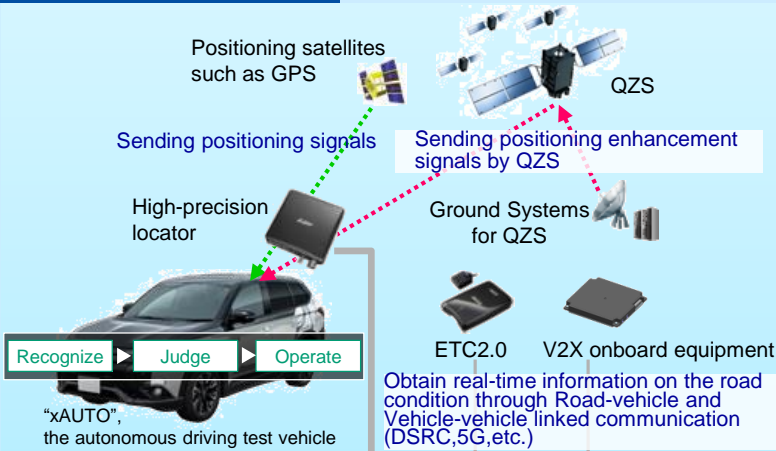 Positioning satellites
such as GPS
QZS
Sending positioning signals
Sending positioning enhancement
signals by QZS
High-precision
locator
Ground Systems
for QZS
Recognize
Judge
Operate
ETC2.0
V2X onboard equipment
Obtain real-time information on the road
condition through Road-vehicle and
Vehicle-vehicle linked communication
(DSRC,5G,etc.)
“xAUTO”,
the autonomous driving test vehicle